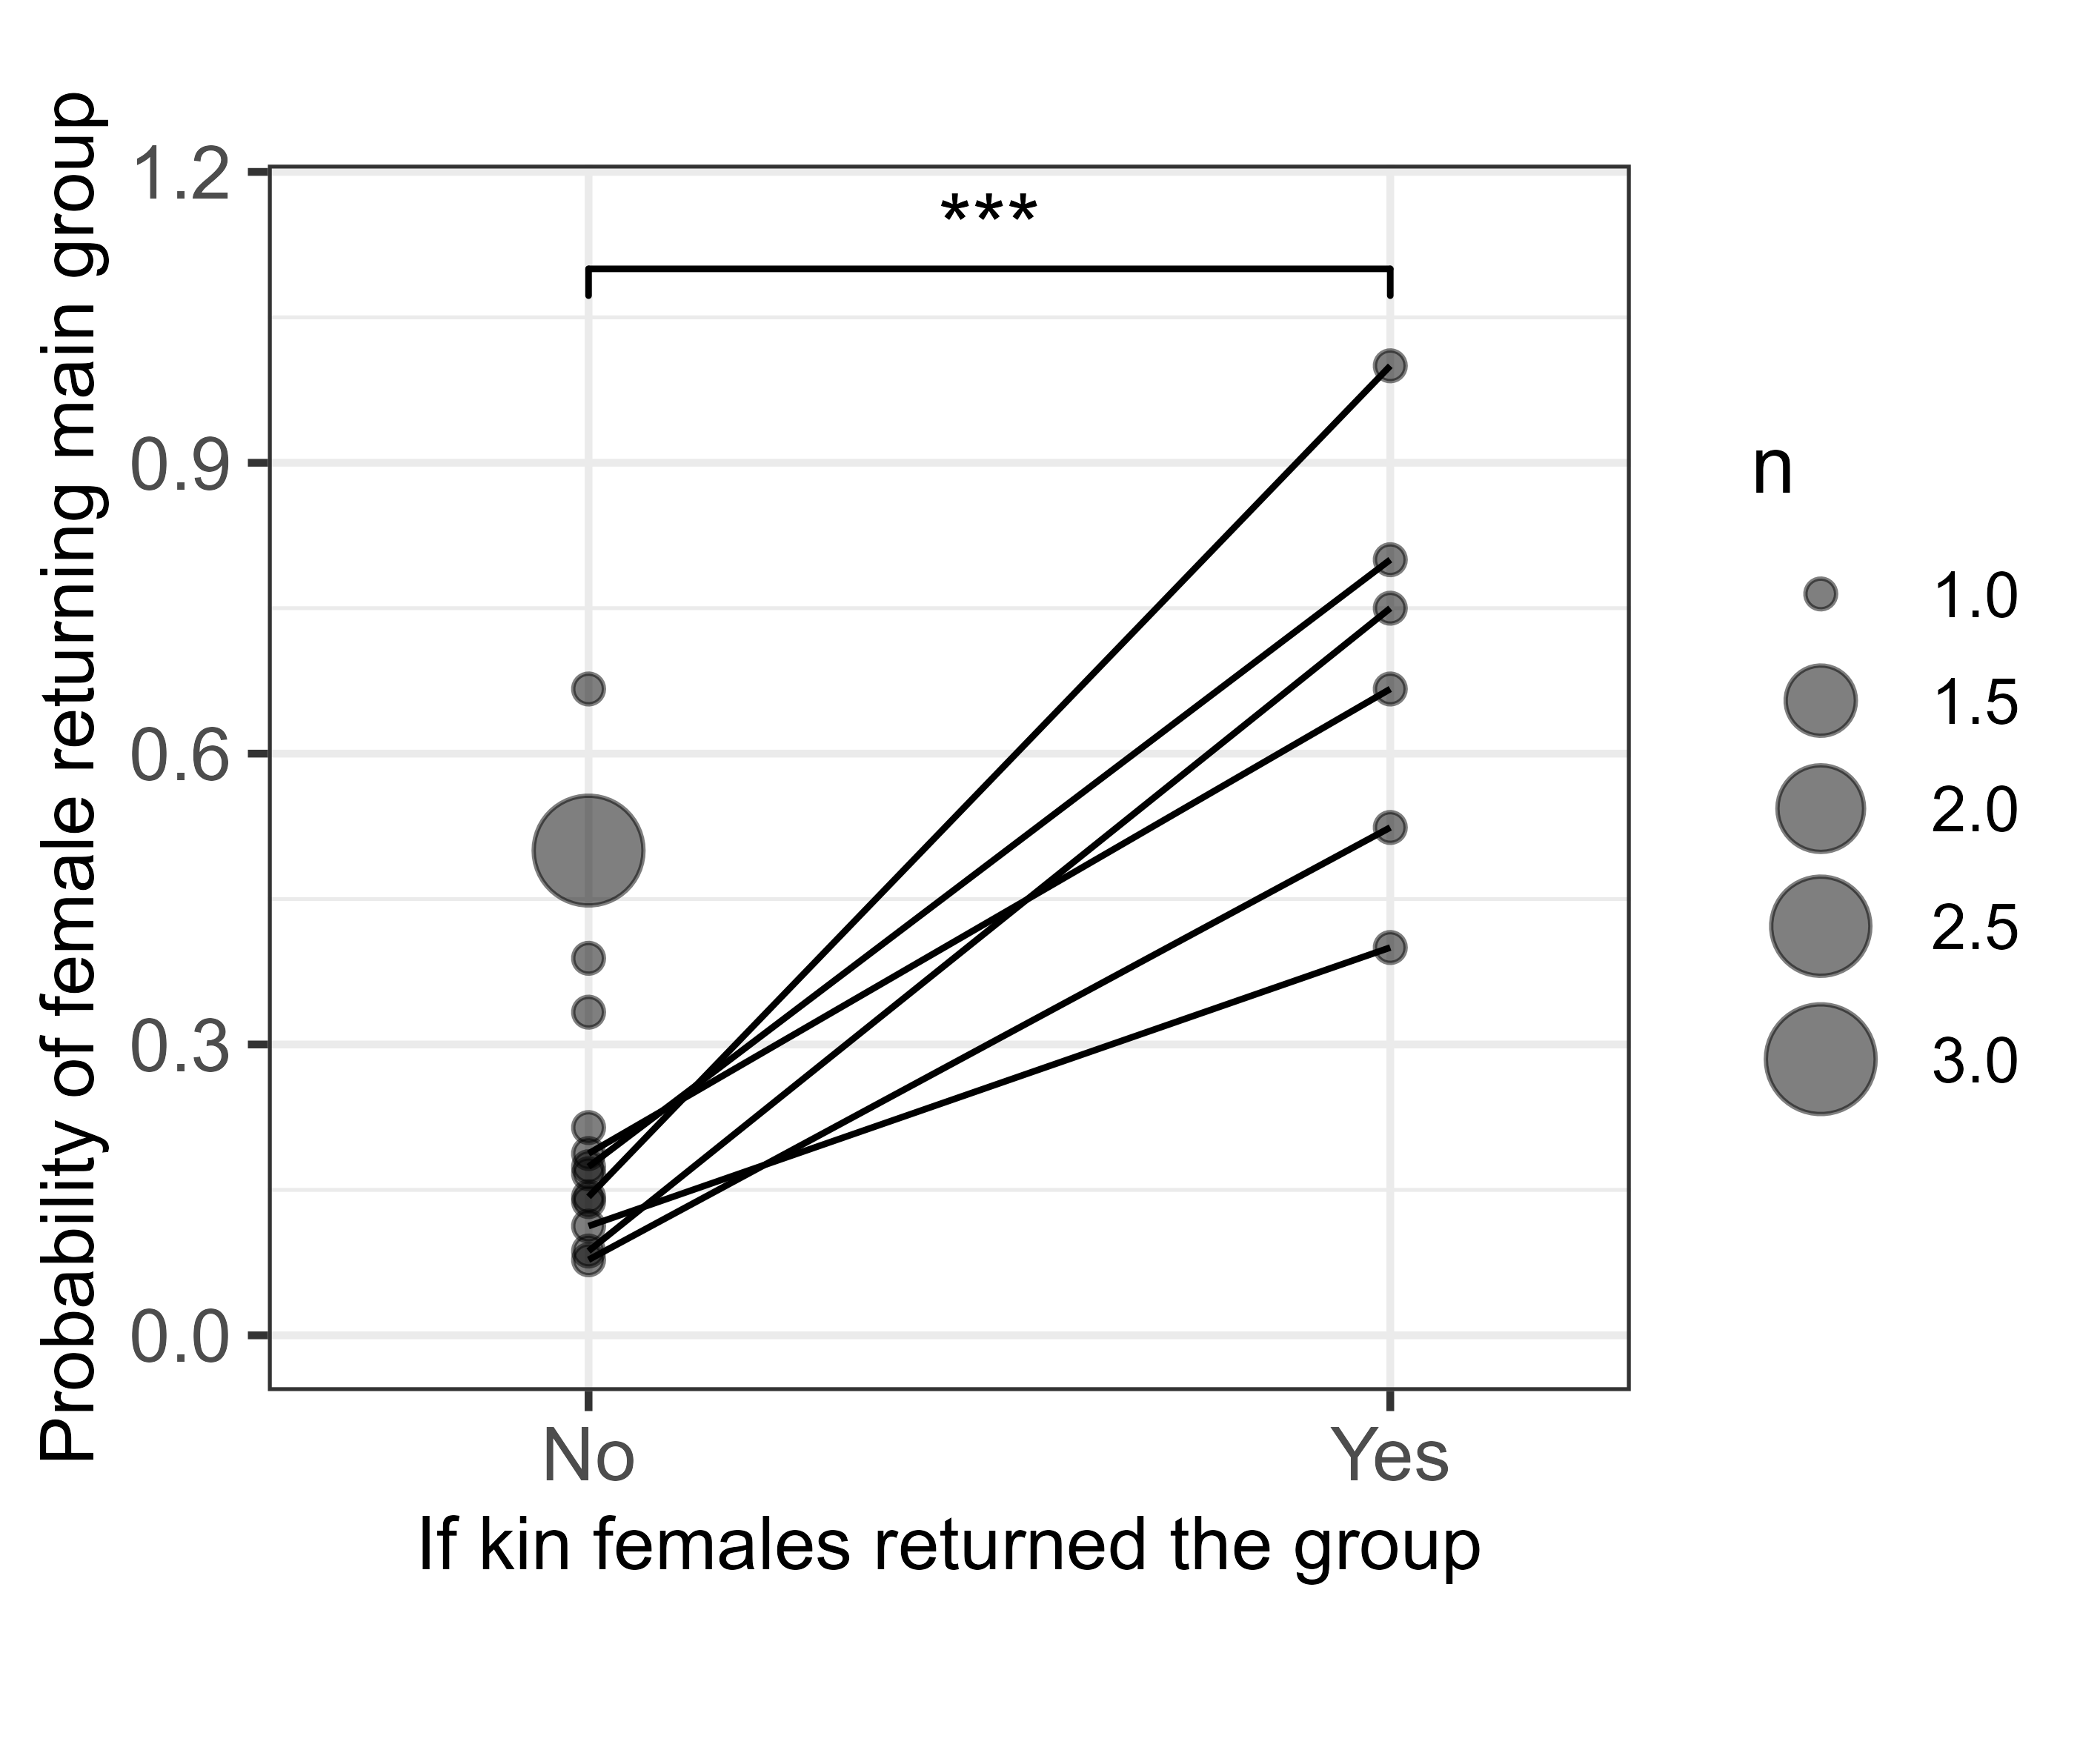 Probability of female returning main group
1.2
0.9
0.6
0.3
0.0
***
No
Yes
If kin females returned the group
n
1.0
1.5
2.0
2.5
3.0